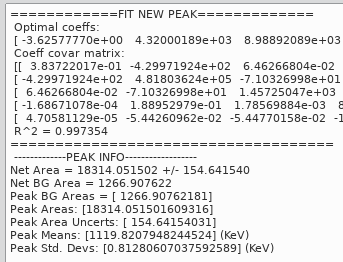 ============FIT NEW PEAK============
Optimal coeffs:
[ -3.62577770e+00 4.32000189e+03 8.98892089e+03
Coeff covar matrix:
[[ 3.83722017e-01 -4.29971924e+02 6.46266804e-02
[ -4.29971924e+02 4.81803624e+05 -7.10326998e+01
[ 6.46266804e-02 -7.10326998e+01 1.45725047e+03
[ -1.68671078e-04 1.88952979e-01 1.78569884e-03 8
[ 4.70581129e-05 -5.44260962e-02 -5.44770158e-02 -1
R^2 = 0.997354
==================================
-------------PEAK INFO------------------
Net Area = 18314.051502 +/- 154.641540
Net BG Area = 1266.907622
Peak BG Areas = [ 1266.90762181]
Peak Areas: [18314.051501609316]
Peak Area Uncerts: [ 154.64154031]
Peak Means: [1119.8207948244524] (KeV)
Peak Std. Devs: [0.81280607037592589] (KeV)